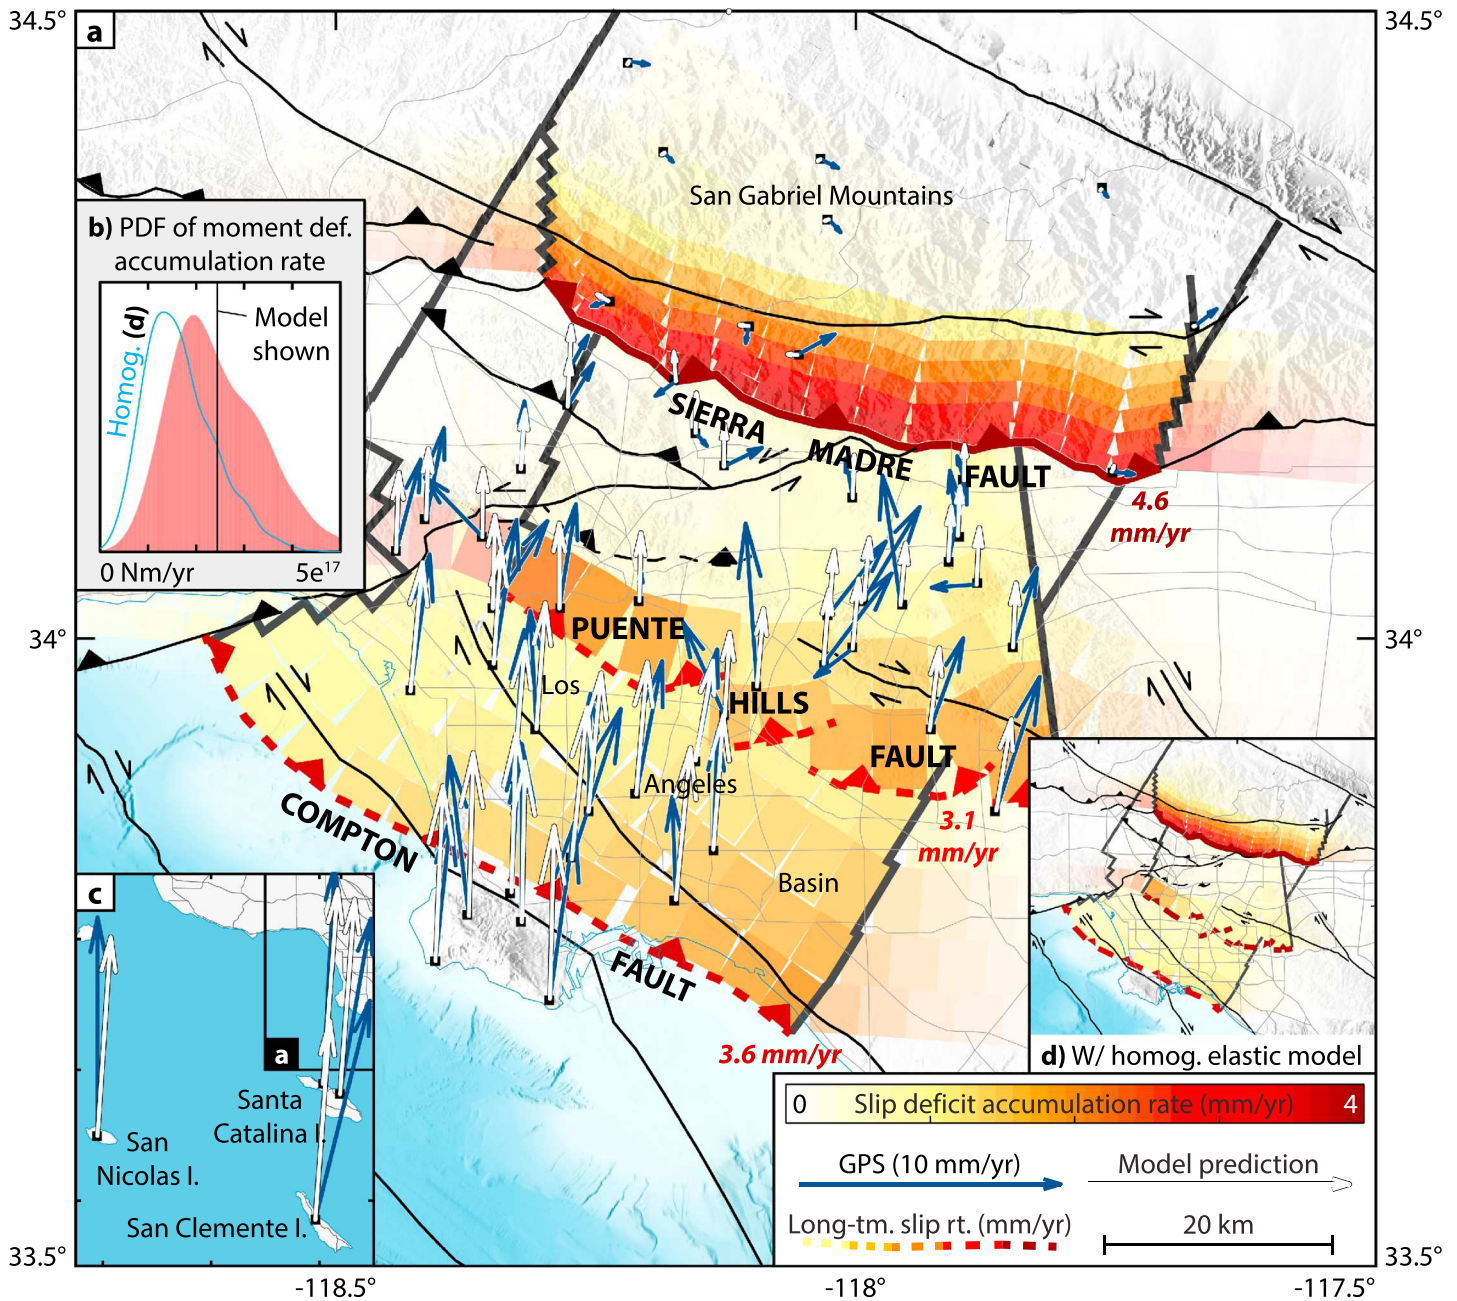 34.5°
34.5°
a
San Gabriel Mountains
b) PDF of moment def.
accumulation rate
Homog. (d)
Model
shown
0 Nm/yr
5e17
SIERRA
MADRE
FAULT
4.6
mm/yr
34°
34°
PUENTE
HILLS
FAULT
Los
Angeles
Basin
3.1
mm/yr
COMPTON
FAULT
3.6 mm/yr
c
a
Santa
Catalina I.
San
Nicolas I.
San Clemente I.
d) W/ homog. elastic model
0 Slip deficit accumulation rate (mm/yr) 4
GPS (10 mm/yr)
Model prediction
Long-tm. slip rt. (mm/yr)
20 km
33.5°
33.5°
-118.5°
-118°
-117.5°